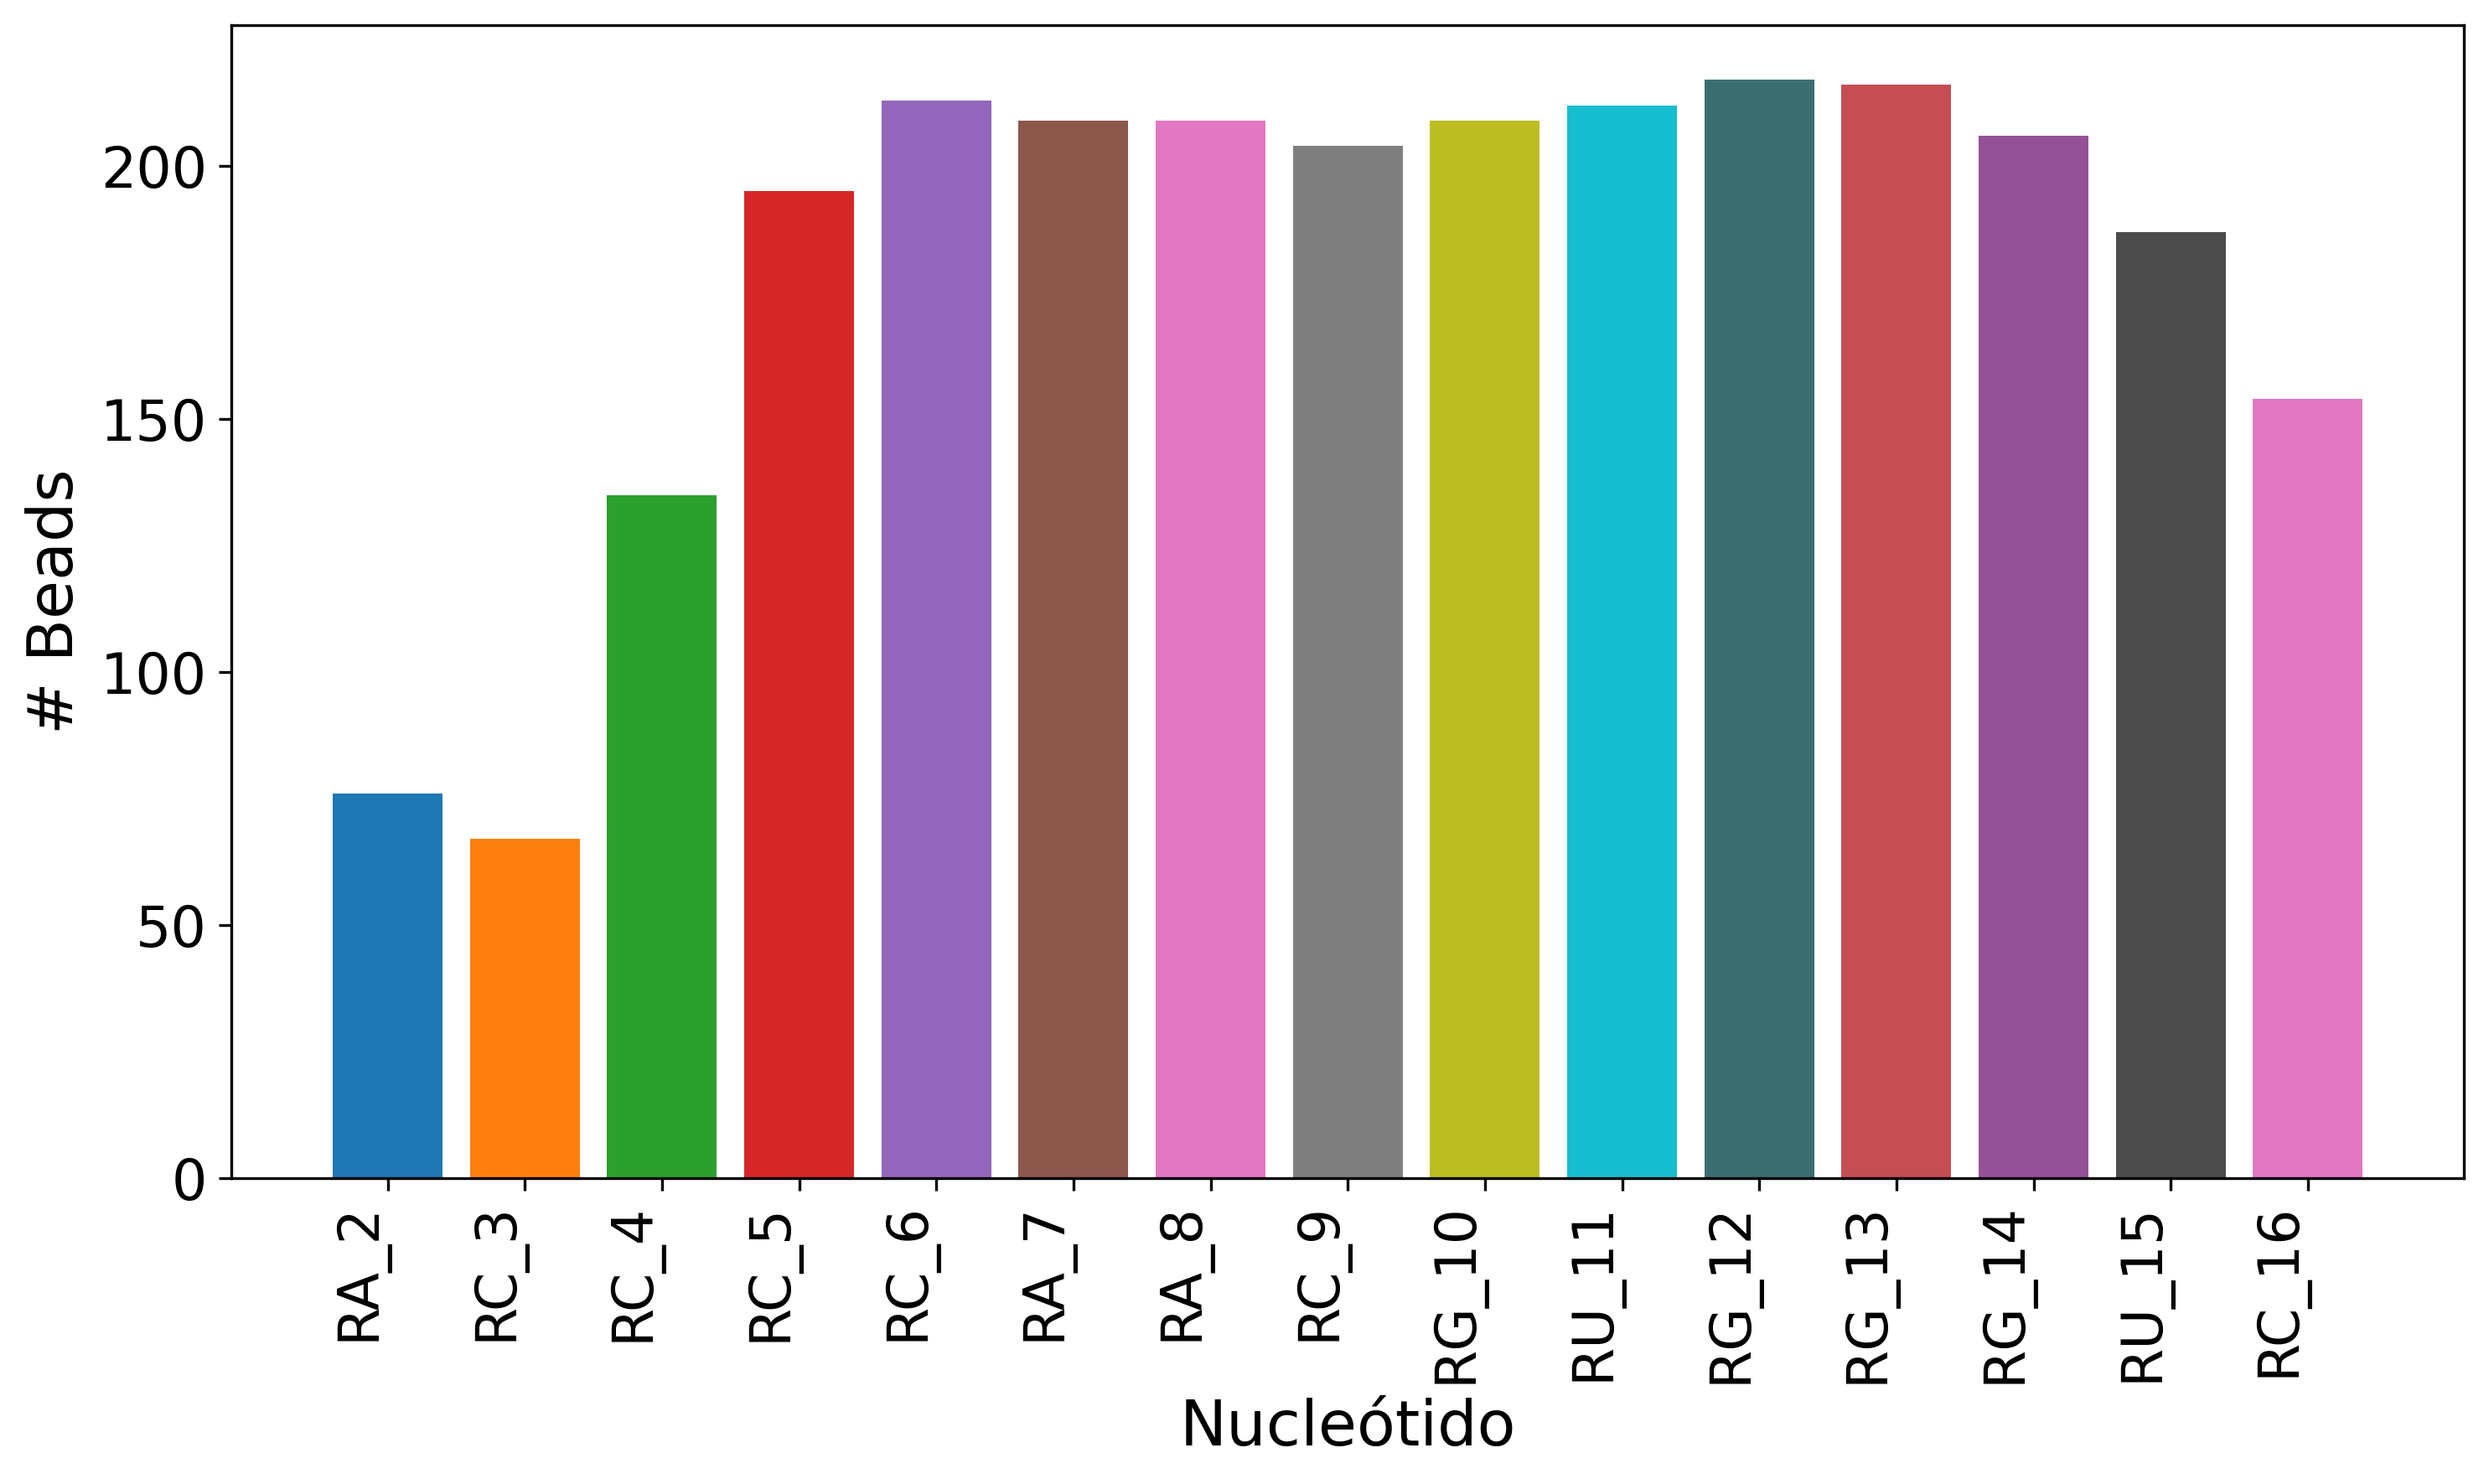 # Beads
200
150
100
50
0
RA_2
RC_3
RC_4
RC_5
RC_6
RA_7
RA_8
RC_9
RG_10
RU_111
RG_12
RG_13
RG_14
RU_15
RC_16
Nucleótido